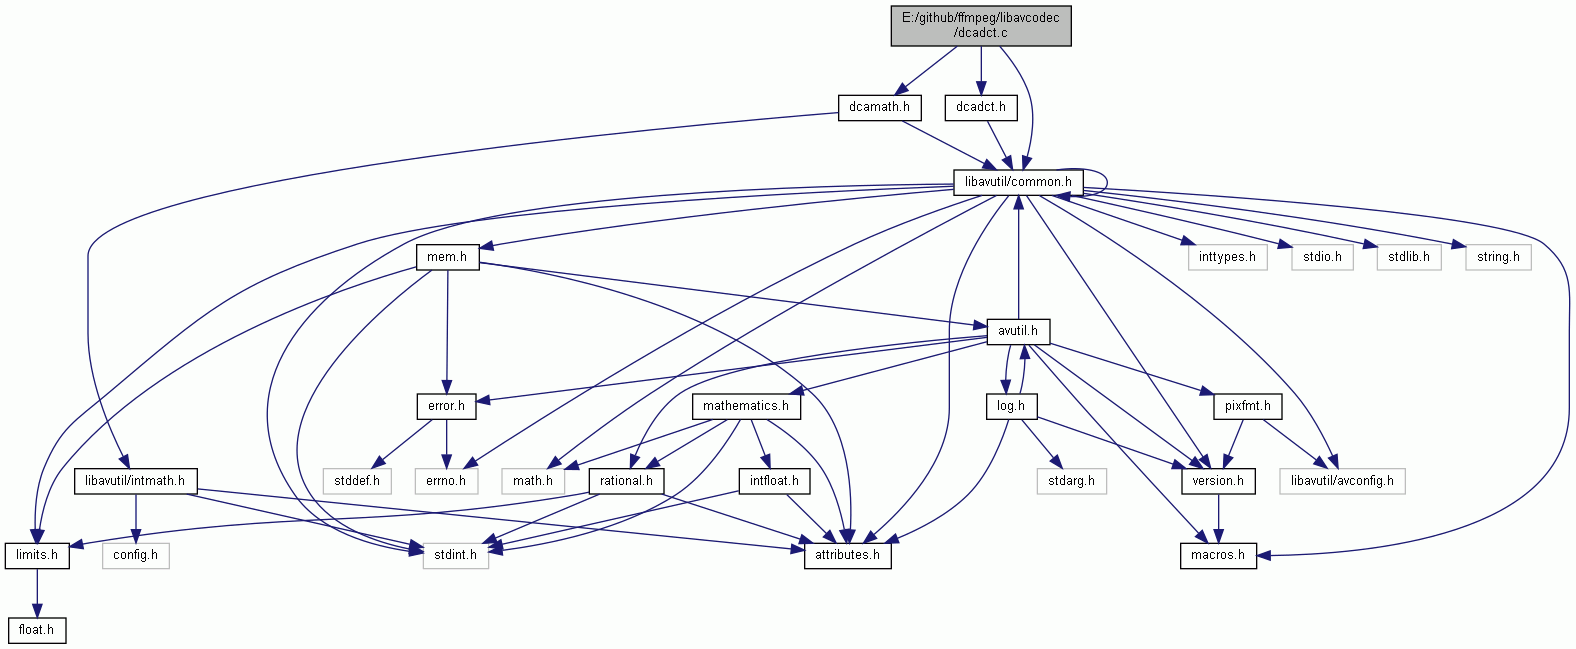 E:/github/ffmpeg/libavcodec
/dcadct.c
dcamath.h
dcadct.h
libavutil/common.h
mem.h
inttypes.h
stdio.h
stdlib.h
string.h
avutil.h
error.h
mathematics.h
log.h
pixfmt.h
libavutil/intmath.h
stddef.h
errno.h
math.h
rational.h
intfloat.h
stdarg.h
version.h
libavutil/avconfig.h
limits.h
config.h
stdint.h
attributes.h
macros.h
float.h